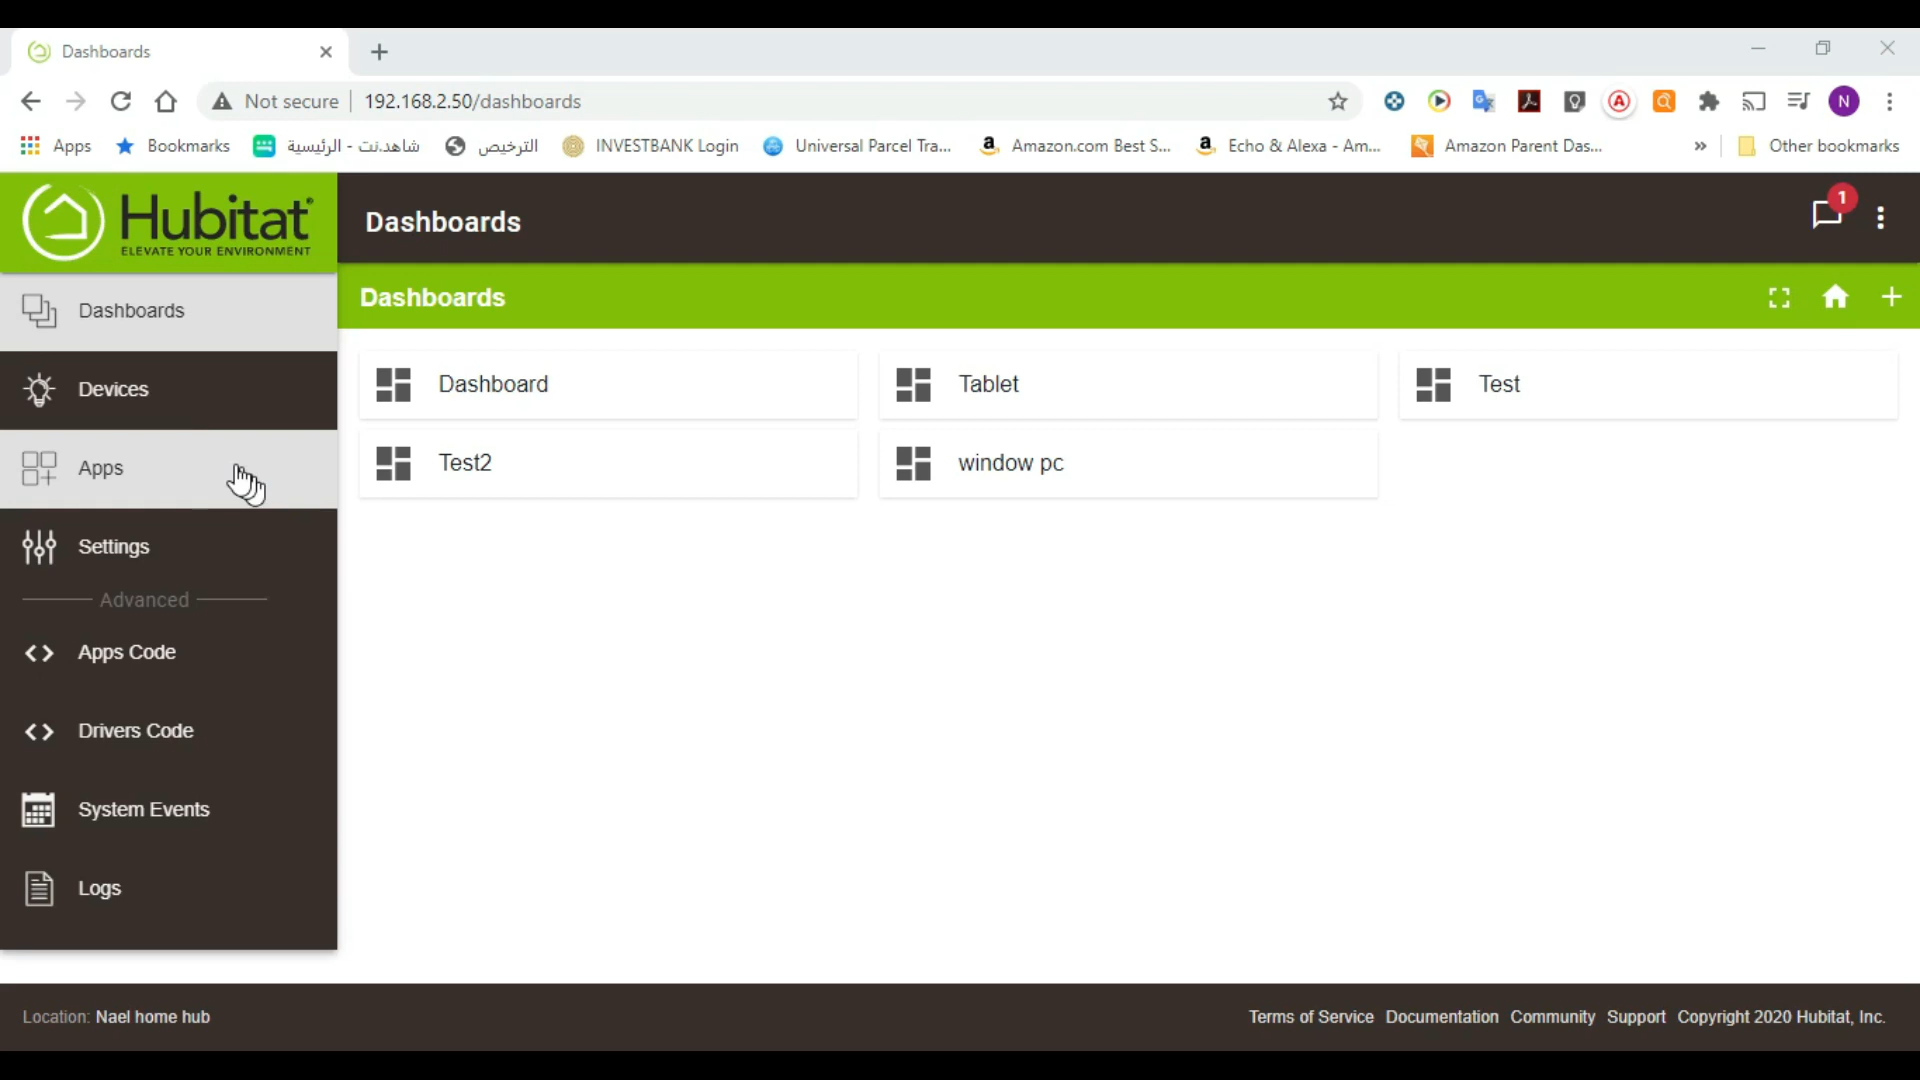 Dashboards
Not secure
192.168.2.50/dashboards
N
Apps
Bookmarks
شاهد.نت - الرئيسية
الترخيص
INVESTBANK Login
Universal Parcel Tra...
Amazon.com Best S...
Echo & Alexa - Am...
Amazon Parent Das...
»
Other bookmarks
Hubitat®
ELEVATE YOUR ENVIRONMENT
Dashboards
1
Dashboards
Dashboards
Devices
Apps
Settings
Advanced
Apps Code
Drivers Code
System Events
Logs
Dashboard
Tablet
Test
Test2
window pc
Location: Nael home hub
Terms of Service Documentation Community Support Copyright 2020 Hubitat, Inc.